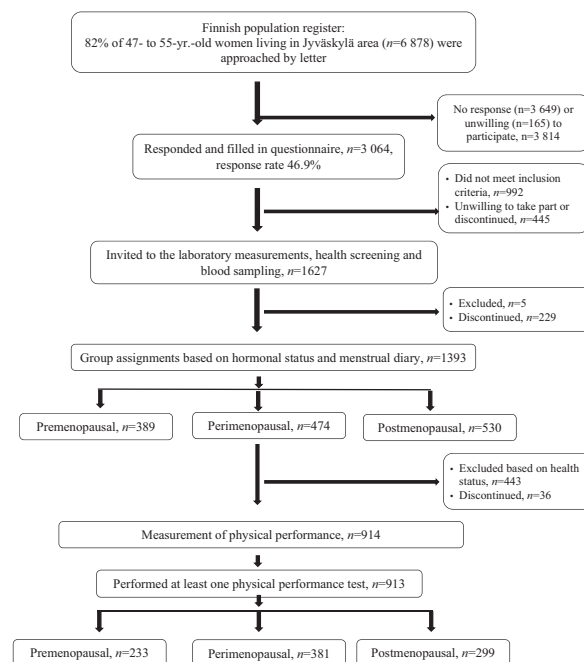 Finnish population register:
82% of 47- to 55-yr.-old women living in Jyväskylä area (n=6 878) were
approached by letter
No response (n=3 649) or
unwilling (n=165) to
participate, n=3 814
Responded and filled in questionnaire, n=3 064,
response rate 46.9%
• Did not meet inclusion
criteria, n=992
• Unwilling to take part or
discontinued, n=445
Invited to the laboratory measurements, health screening and
blood sampling, n=1627
• Excluded, n=5
• Discontinued, n=229
Group assignments based on hormonal status and menstrual diary, n=1393
Premenopausal, n=389
Perimenopausal, n=474
Postmenopausal, n=530
• Excluded based on health
status, n=443
• Discontinued, n=36
Measurement of physical performance, n=914
Performed at least one physical performance test, n=913
Premenopausal, n=233
Perimenopausal, n=381
Postmenopausal, n=299